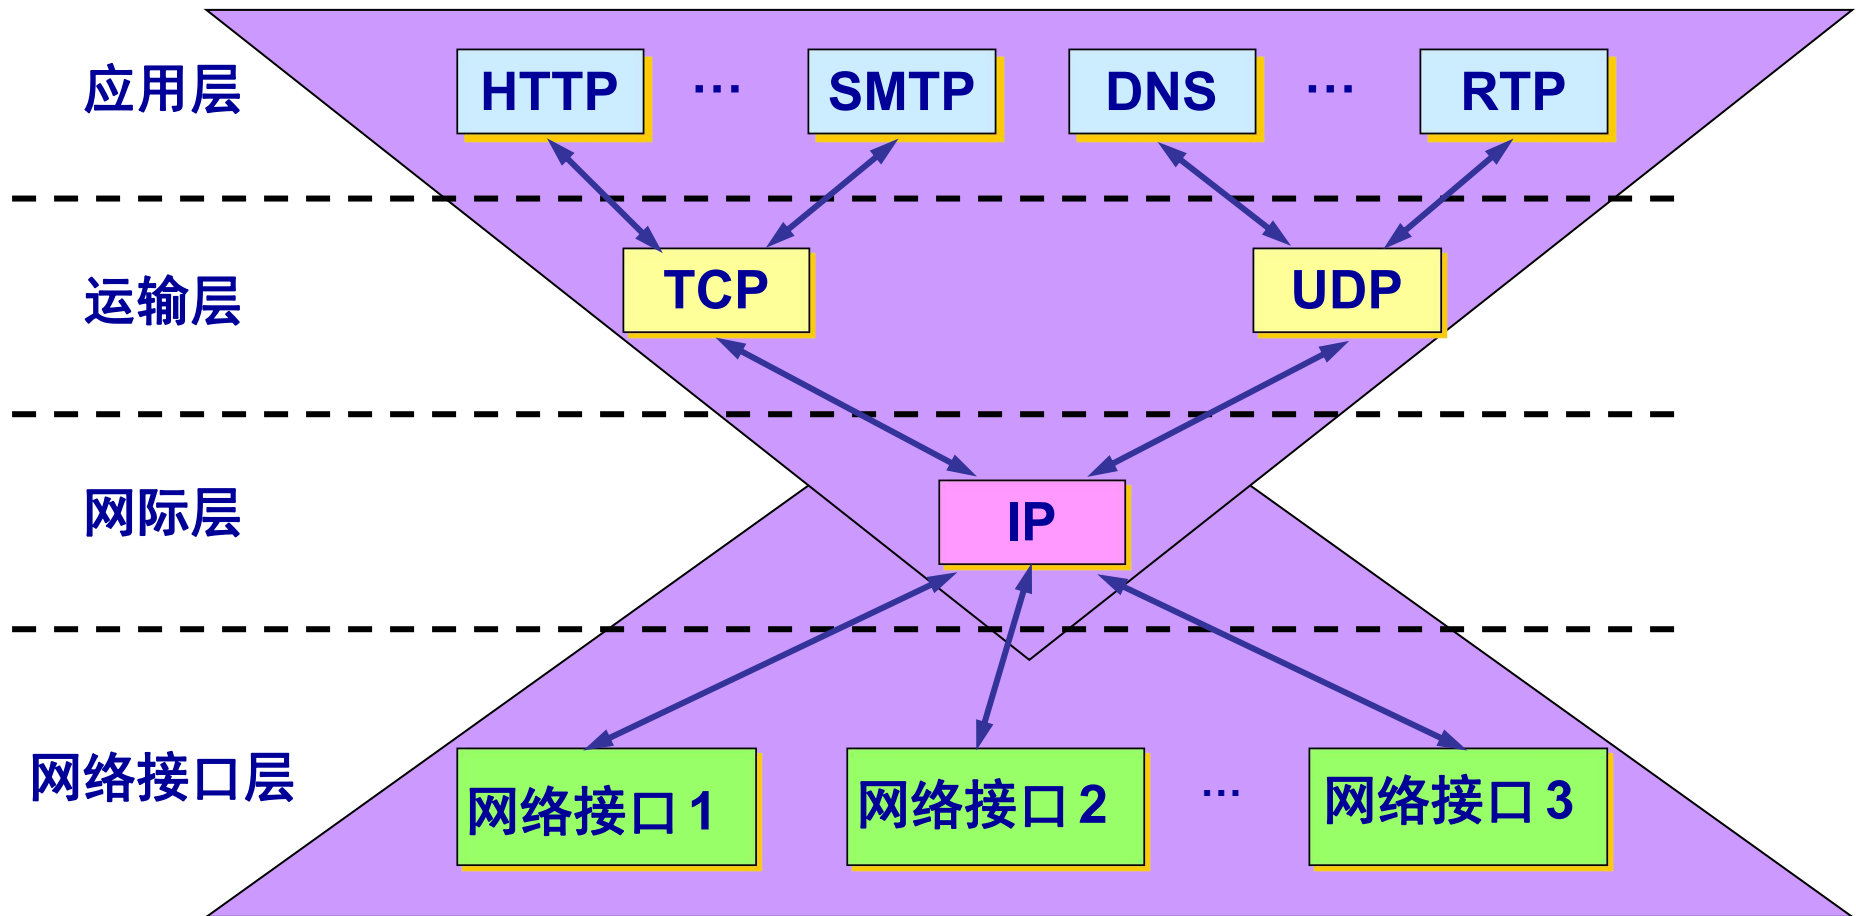 应用层
HTTP
…
SMTP
DNS
…
RTP
运输层
TCP
UDP
网际层
IP
网络接口层
网络接口 1
网络接口 2
…
网络接口 3